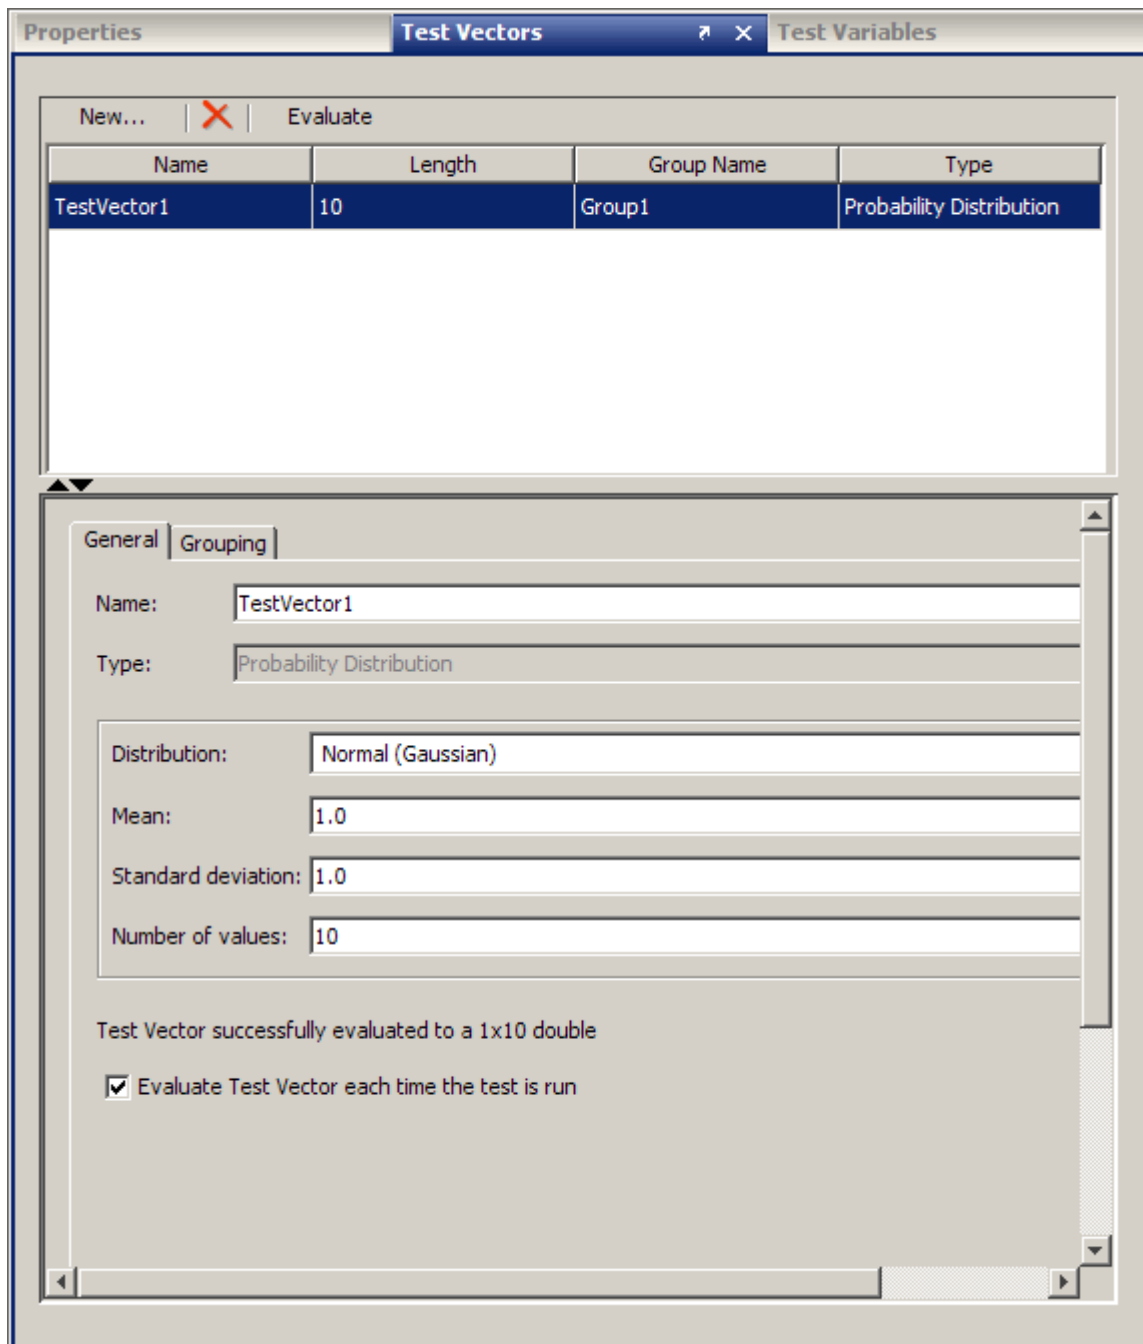 Properties Test Vectors Test Variables
New... Evaluate
Name Length Group Name Type
TestVector1 10 Group1 Probability Distribution
General Grouping
Name: TestVector1
Type: Probability Distribution
Distribution: Normal (Gaussian)
Mean: 1.0
Standard deviation: 1.0
Number of values: 10
Test Vector successfully evaluated to a 1x10 double
Evaluate Test Vector each time the test is run